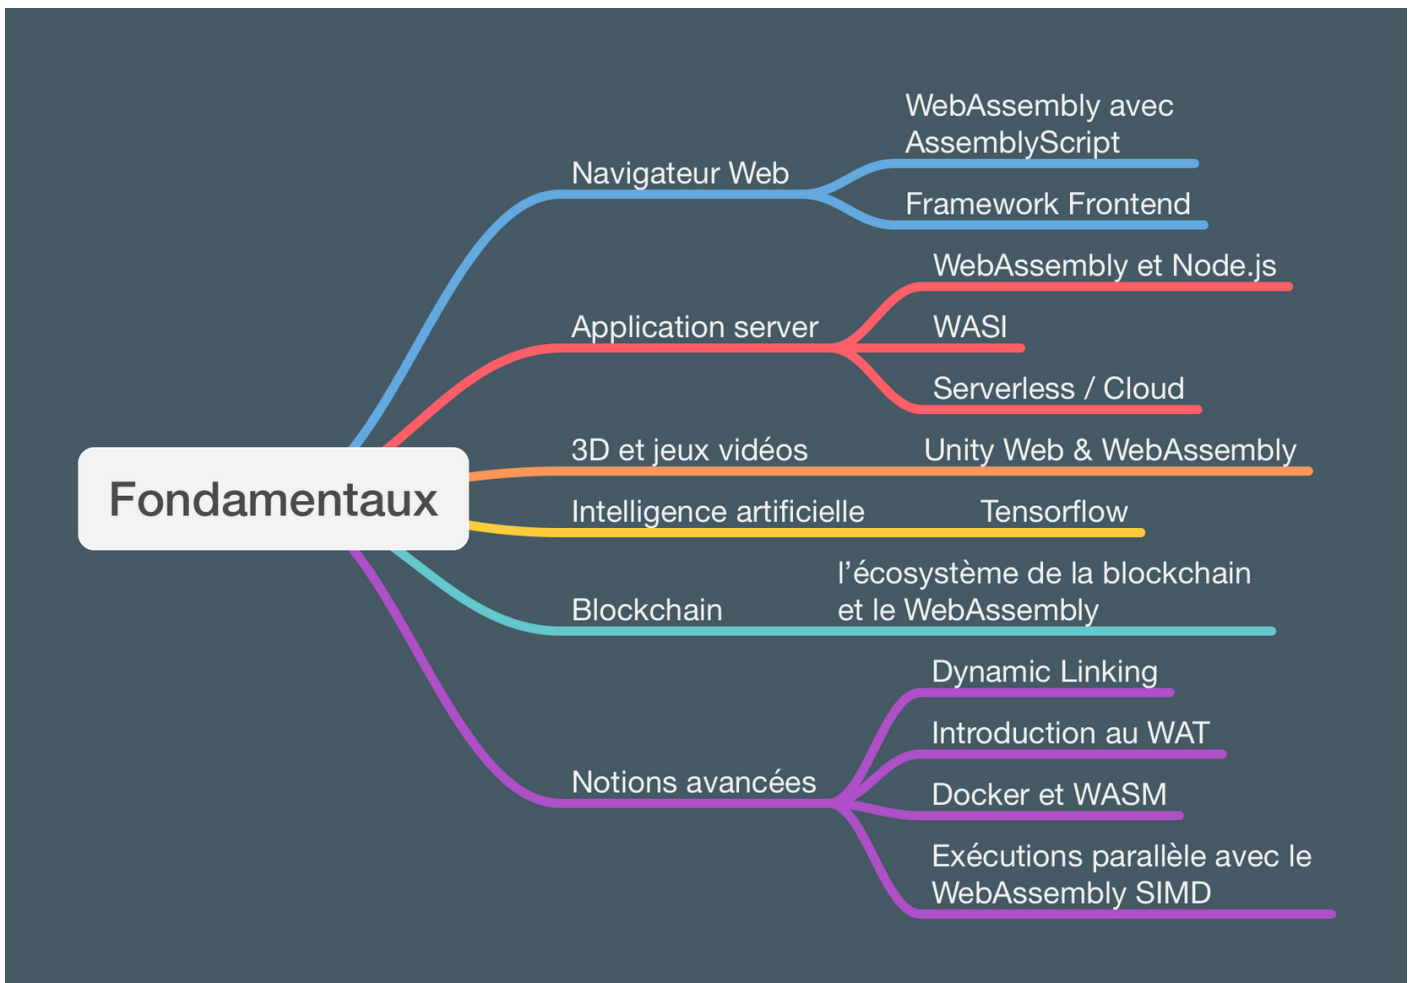 Fondamentaux
Navigateur Web
WebAssembly avec
AssemblyScript
Framework Frontend
Application server
WebAssembly et Node.js
WASI
Serverless / Cloud
3D et jeux vidéos
Unity Web & WebAssembly
Intelligence artificielle
Tensorflow
Blockchain
l’écosystème de la blockchain
et le WebAssembly
Notions avancées
Dynamic Linking
Introduction au WAT
Docker et WASM
Exécutions parallèle avec le
WebAssembly SIMD